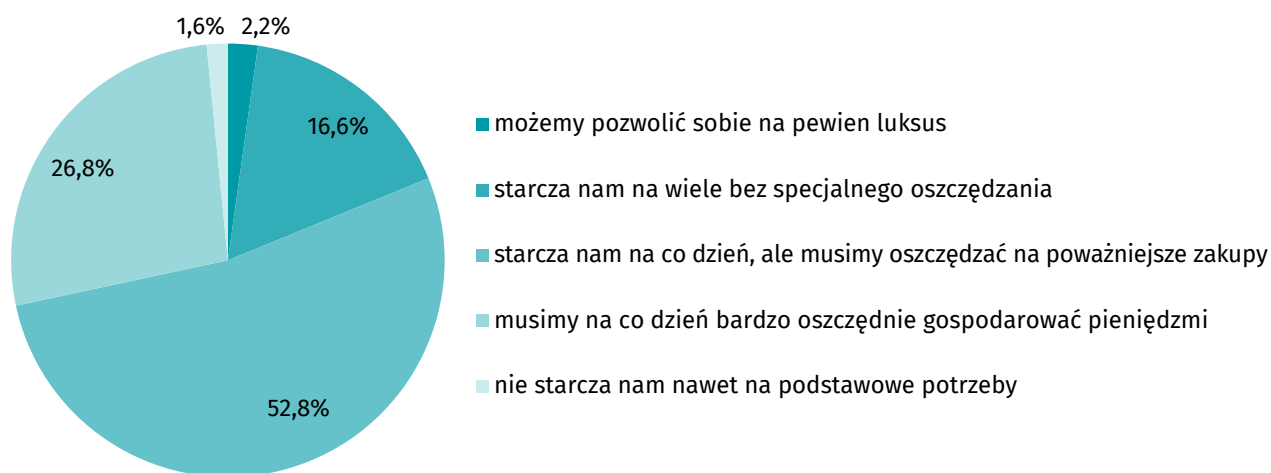 1,6%
2,2%
16,6%
26,8%
52,8%
możemy pozwolić sobie na pewien luksus
starcza nam na wiele bez specjalnego oszczędzania
starcza nam na co dzień, ale musimy oszczędzać na poważniejsze zakupy
musimy na co dzień bardzo oszczędnie gospodarować pieniędzmi
nie starcza nam nawet na podstawowe potrzeby